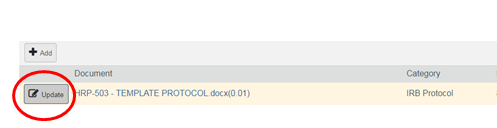 Add
Document Category
Update HRP-503 - TEMPLATE PROTOCOL.docx(0.01) IRB Protocol